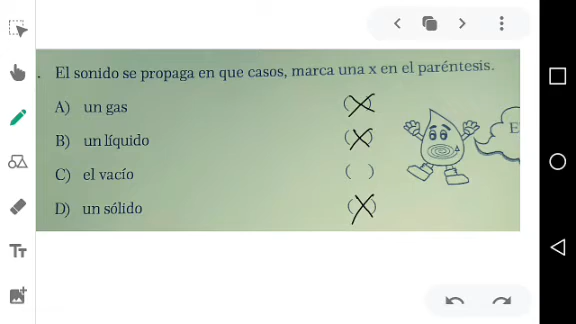 . El sonido se propaga en que casos, marca una x en el paréntesis.
A) un gas (X)
B) un líquido (X)
C) el vacío ( )
D) un sólido (X)
E
Tt